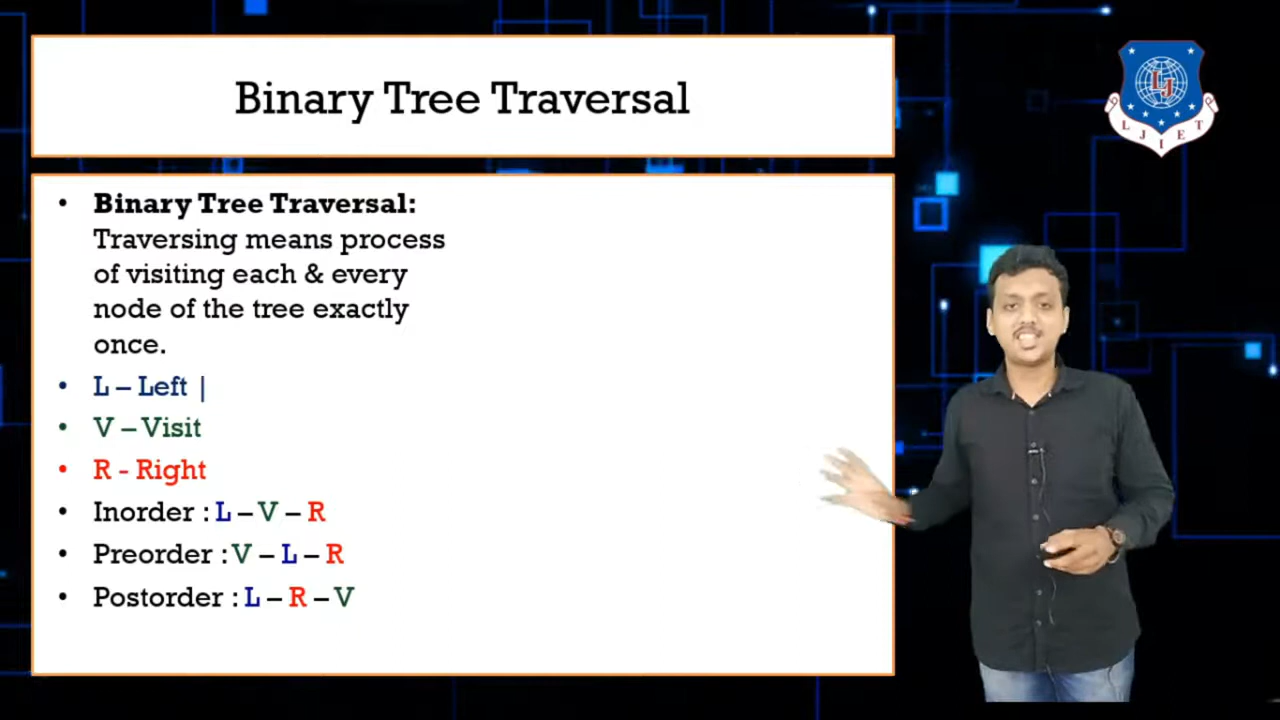 Binary Tree Traversal
L J I E T
LJ
• Binary Tree Traversal:
Traversing means process
of visiting each & every
node of the tree exactly
once.
• L – Left |
• V – Visit
• R - Right
• Inorder : L – V – R
• Preorder : V – L – R
• Postorder : L – R – V